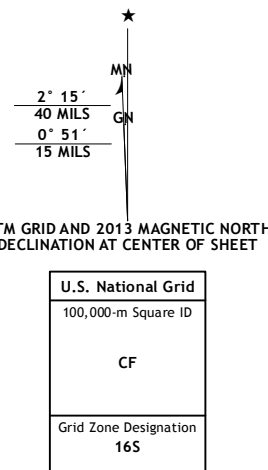 MN
2° 15´
40 MILS
GN
0° 51´
15 MILS
TM GRID AND 2013 MAGNETIC NORTH
DECLINATION AT CENTER OF SHEET
U.S. National Grid
100,000-m Square ID
CF
Grid Zone Designation
16S